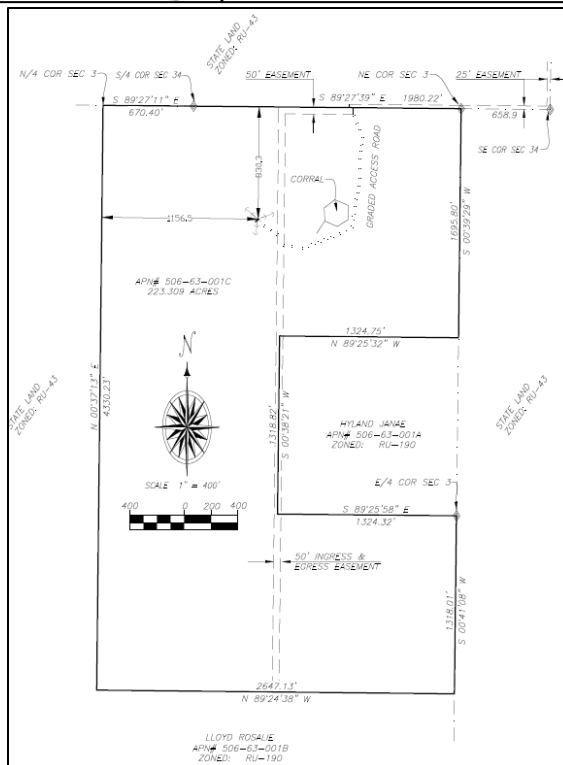 STATE LAND
ZONED: RU-43
N/4 COR SEC 3
S/4 COR SEC 34
50' EASEMENT
NE COR SEC 3
25' EASEMENT
S 89°27'11" E
670.40'
S 89°27'39" E
1980.22'
658.9
SE COR SEC 34
830.3
CORRAL
GRADED ACCESS ROAD
1156.5
1695.80'
S 00°39'29" W
APN# 506-63-001C
223.309 ACRES
1324.75'
N 89°25'32" W
N
N 00°37'13" E
4330.23'
STATE LAND
ZONED: RU-43
1318.82'
S 00°38'21" W
HYLAND JANAE
APN# 506-63-001A
ZONED: RU-190
STATE LAND
ZONED: RU-43
SCALE 1" = 400'
400 0 200 400
E/4 COR SEC 3
S 89°25'58" E
1324.32'
50' INGRESS &
EGRESS EASEMENT
1318.01'
S 00°41'08" W
2647.13'
N 89°24'38" W
LLOYD ROSALIE
APN# 506-63-001B
ZONED: RU-190